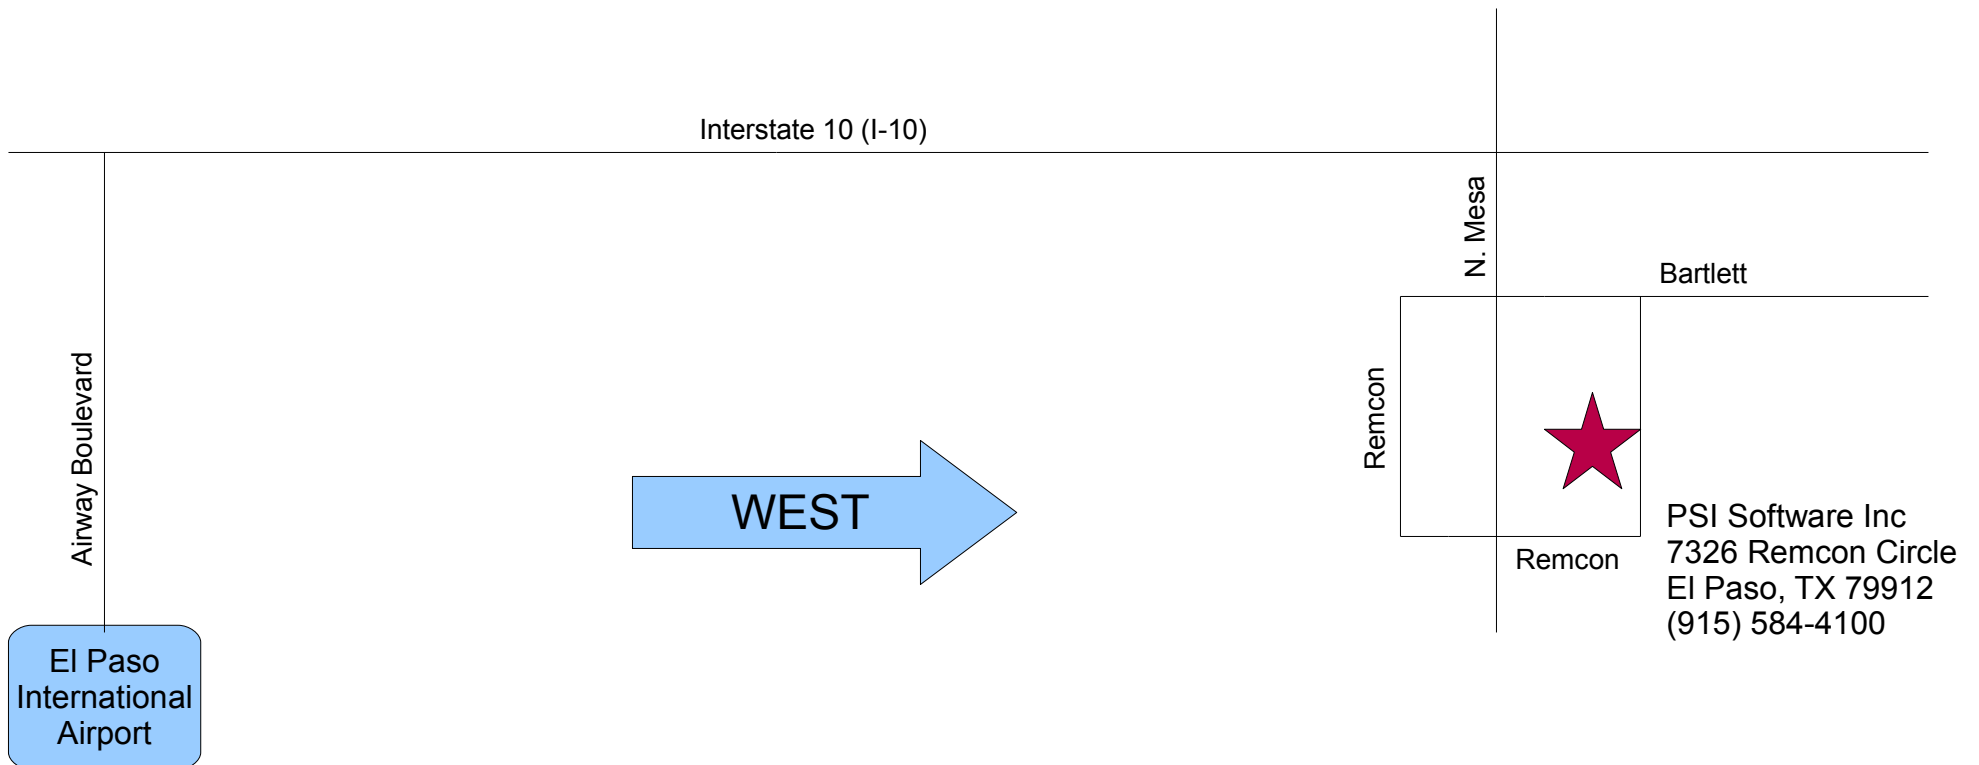 Interstate 10 (I-10)
N. Mesa
Bartlett
Airway Boulevard
Remcon
WEST
PSI Software Inc
7326 Remcon Circle
El Paso, TX 79912
(915) 584-4100
Remcon
El Paso
International
Airport